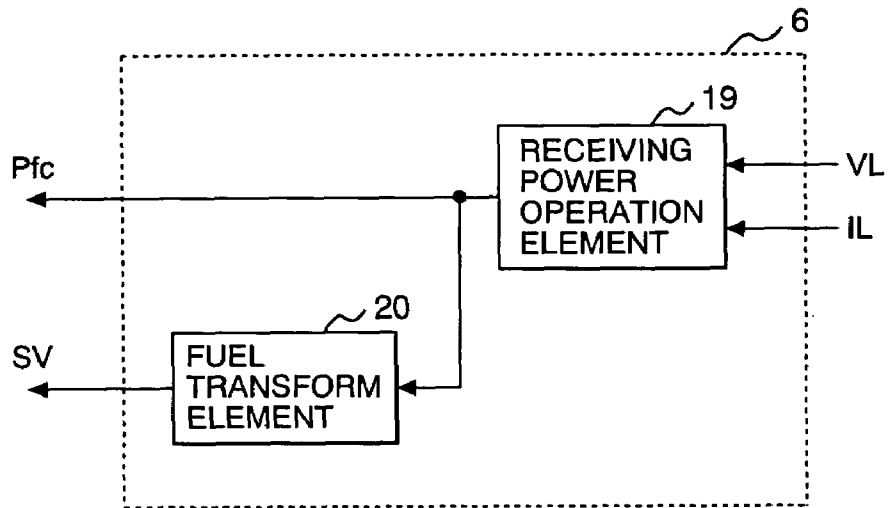 6
19
Pfc
RECEIVING
POWER
OPERATION
ELEMENT
VL
IL
20
SV
FUEL
TRANSFORM
ELEMENT